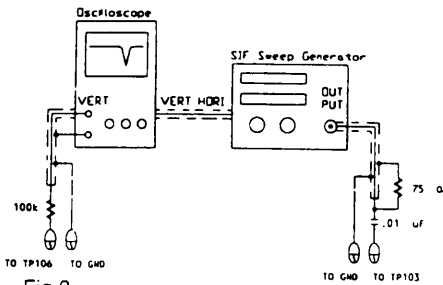 Oscfloscope
SIF Sweep Generator
VERT
VERT HORI
OUT
PUT
100k
75 Ω
.01 uF
TO TP106 TO GND
TO GND TO TP103
Fig 8